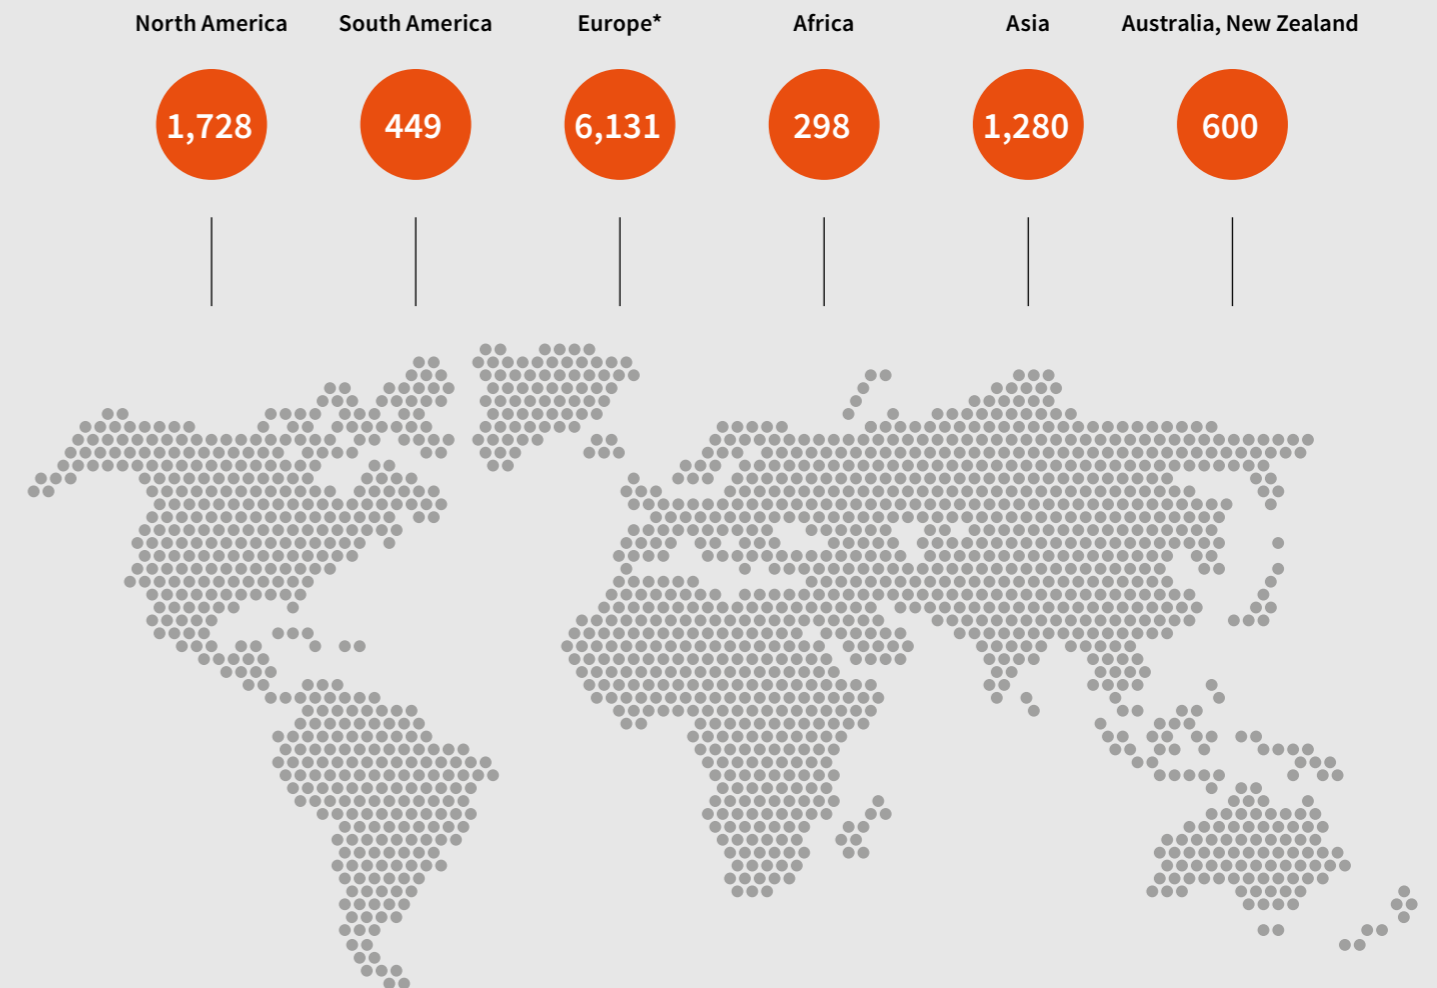 North America South America Europe* Africa Asia Australia, New Zealand
1,728 449 6,131 298 1,280 600